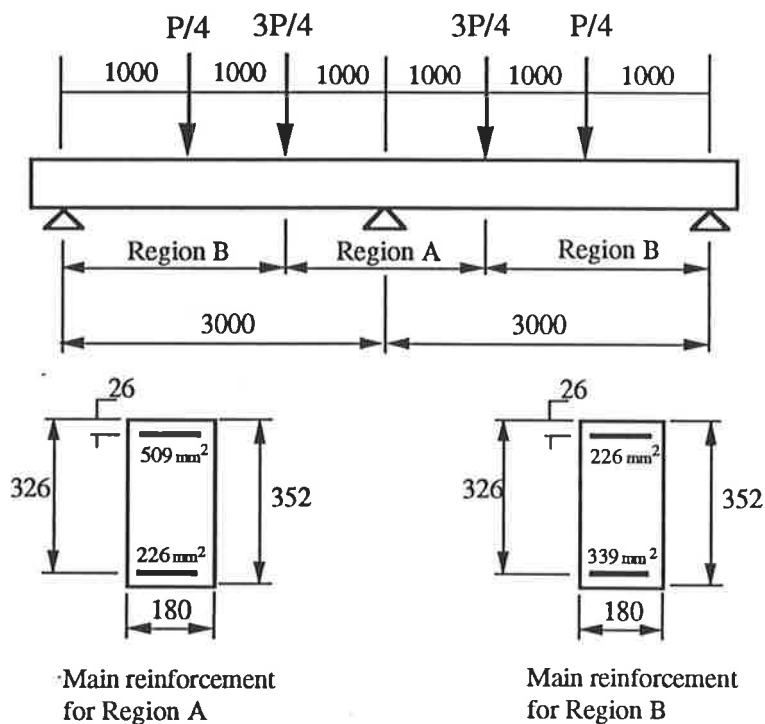 P/4 3P/4 3P/4 P/4
1000 1000 1000 1000 1000 1000
Region B Region A Region B
3000 3000
26 26
509 mm² 226 mm²
326 352 326 352
226 mm² 339 mm²
180 180
Main reinforcement
for Region A
Main reinforcement
for Region B